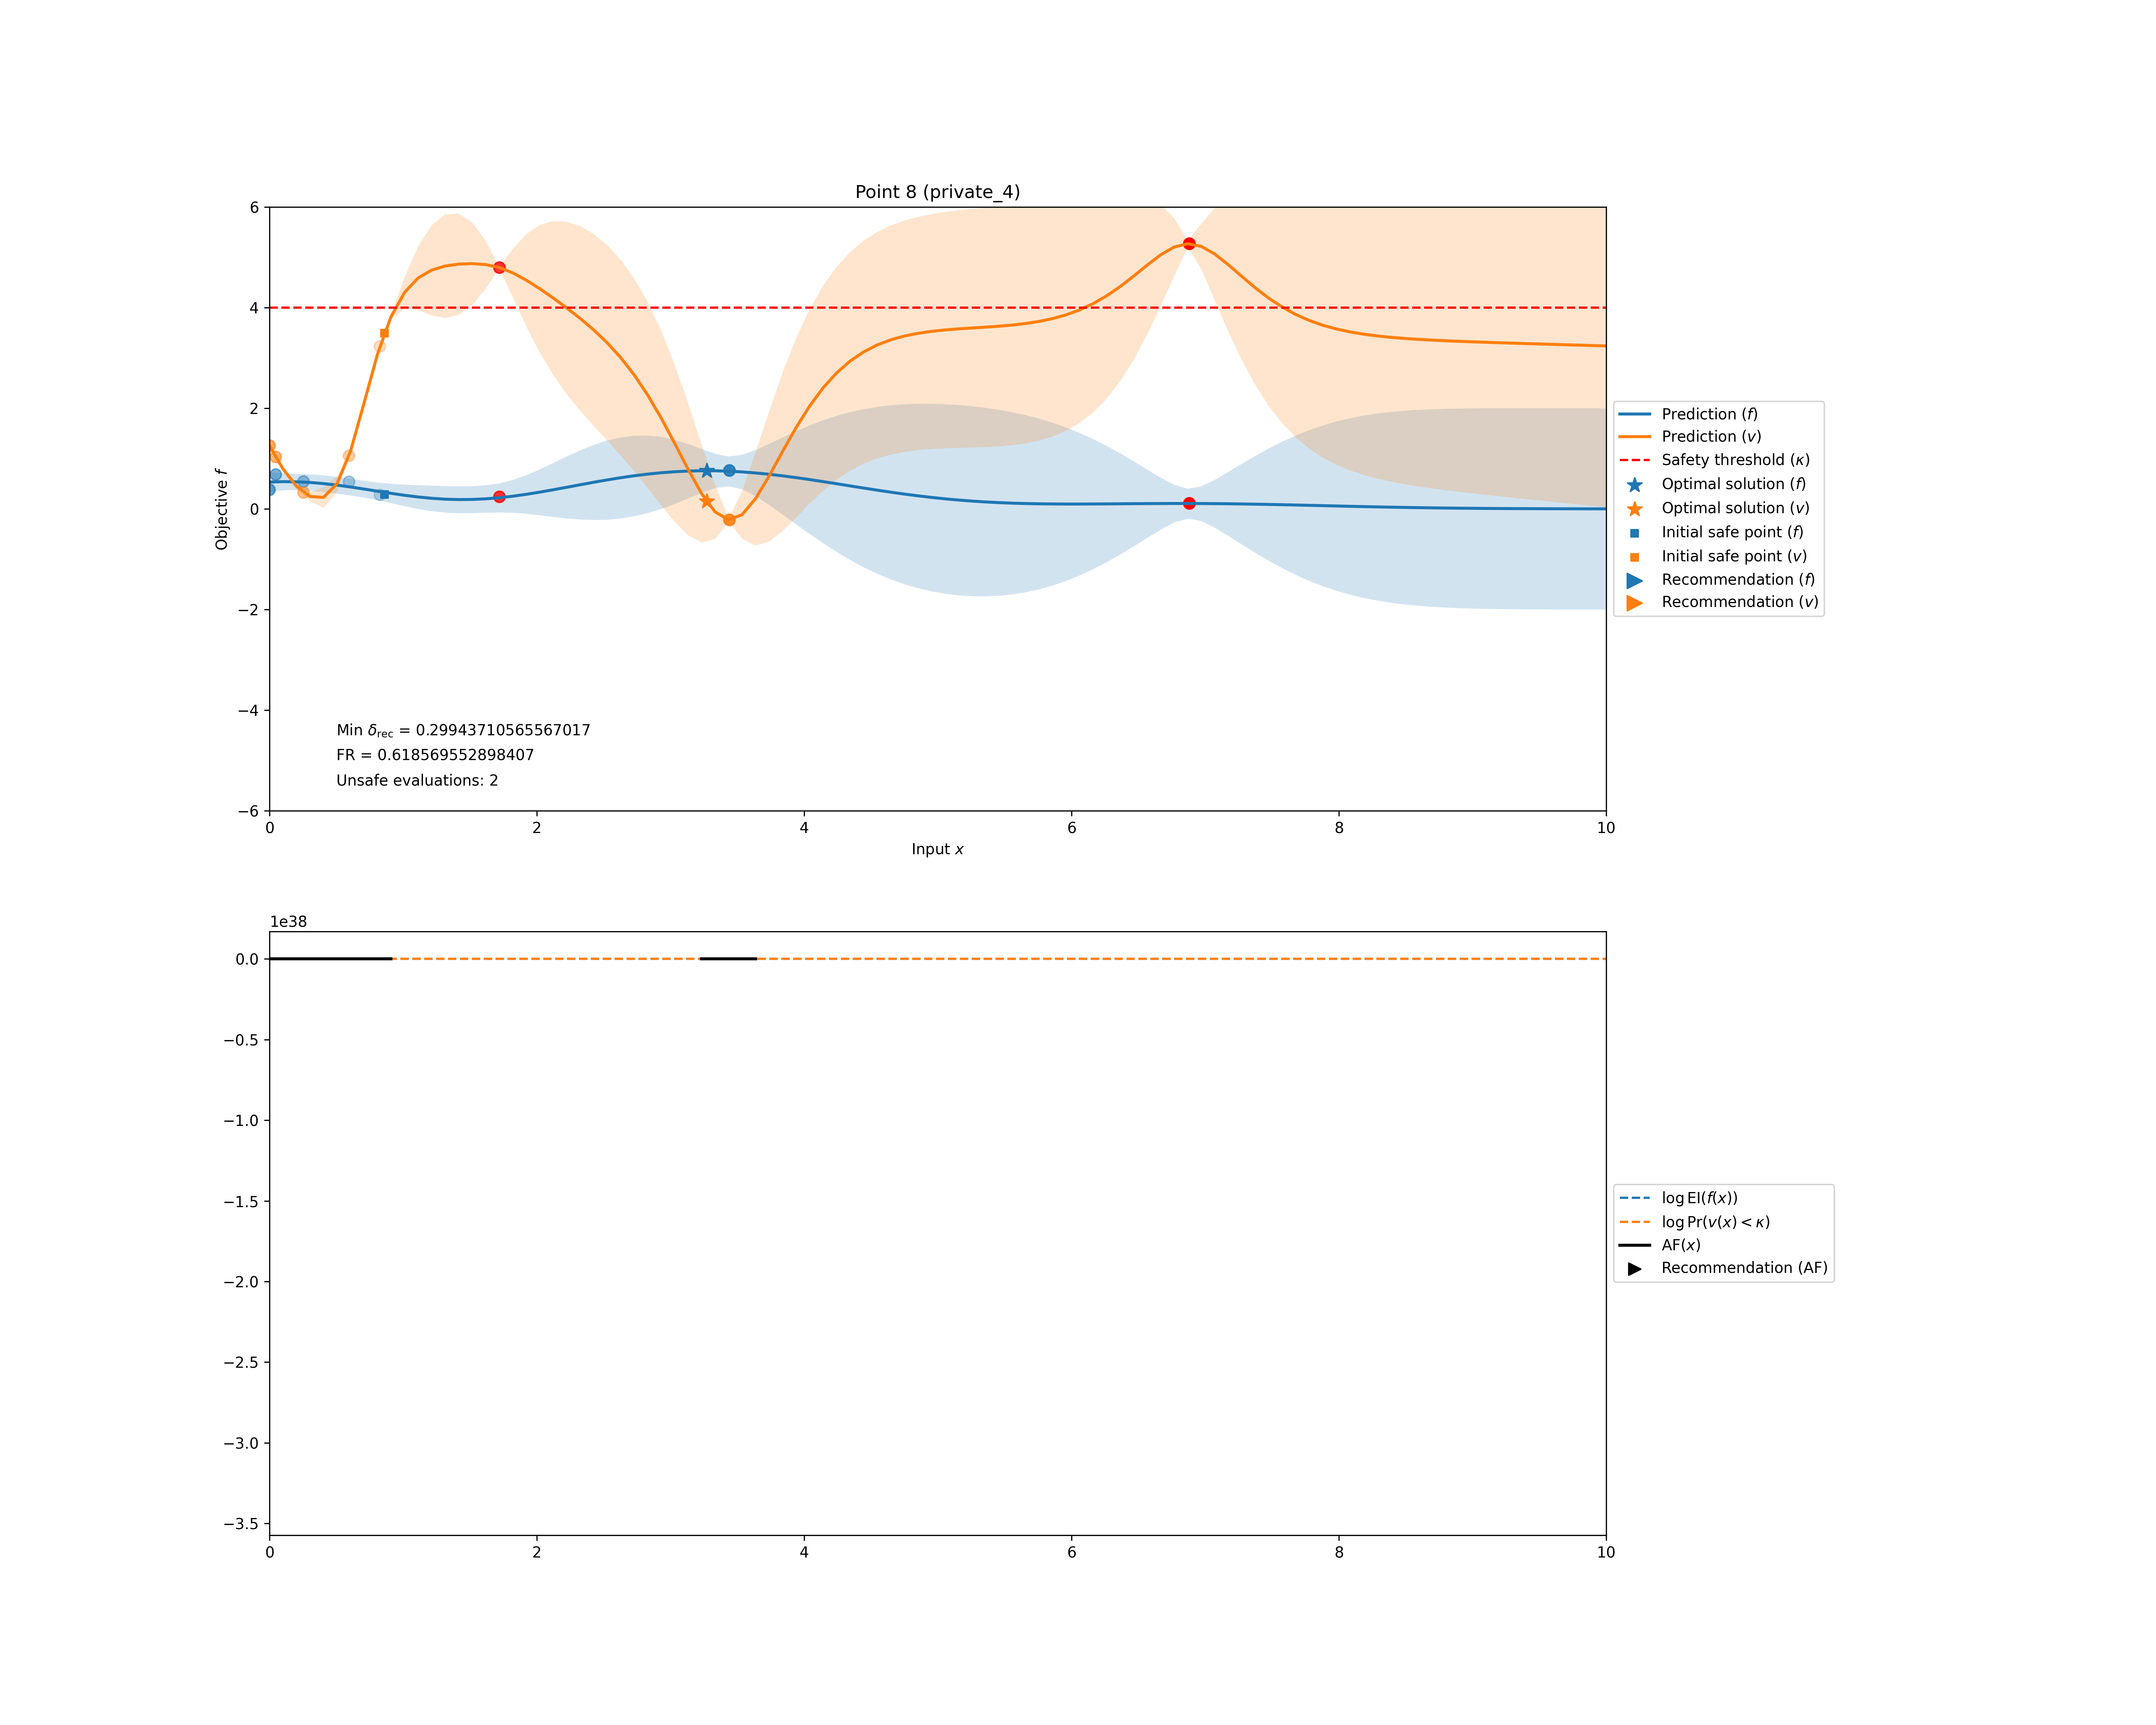 Point 8 (private_4)
6
4
2
0
−2
−4
−6
Objective f
Min δrec = 0.29943710565567017
FR = 0.618569552898407
Unsafe evaluations: 2
0 2 4 6 8 10
Input x
Prediction (f)
Prediction (v)
Safety threshold (κ)
Optimal solution (f)
Optimal solution (v)
Initial safe point (f)
Initial safe point (v)
Recommendation (f)
Recommendation (v)
1e38
0.0
−0.5
−1.0
−1.5
−2.0
−2.5
−3.0
−3.5
0 2 4 6 8 10
log EI(f(x))
log Pr(v(x) < κ)
AF(x)
Recommendation (AF)